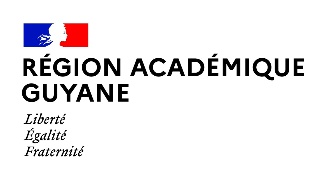 RÉGION ACADÉMIQUE
GUYANE
Liberté
Égalité
Fraternité